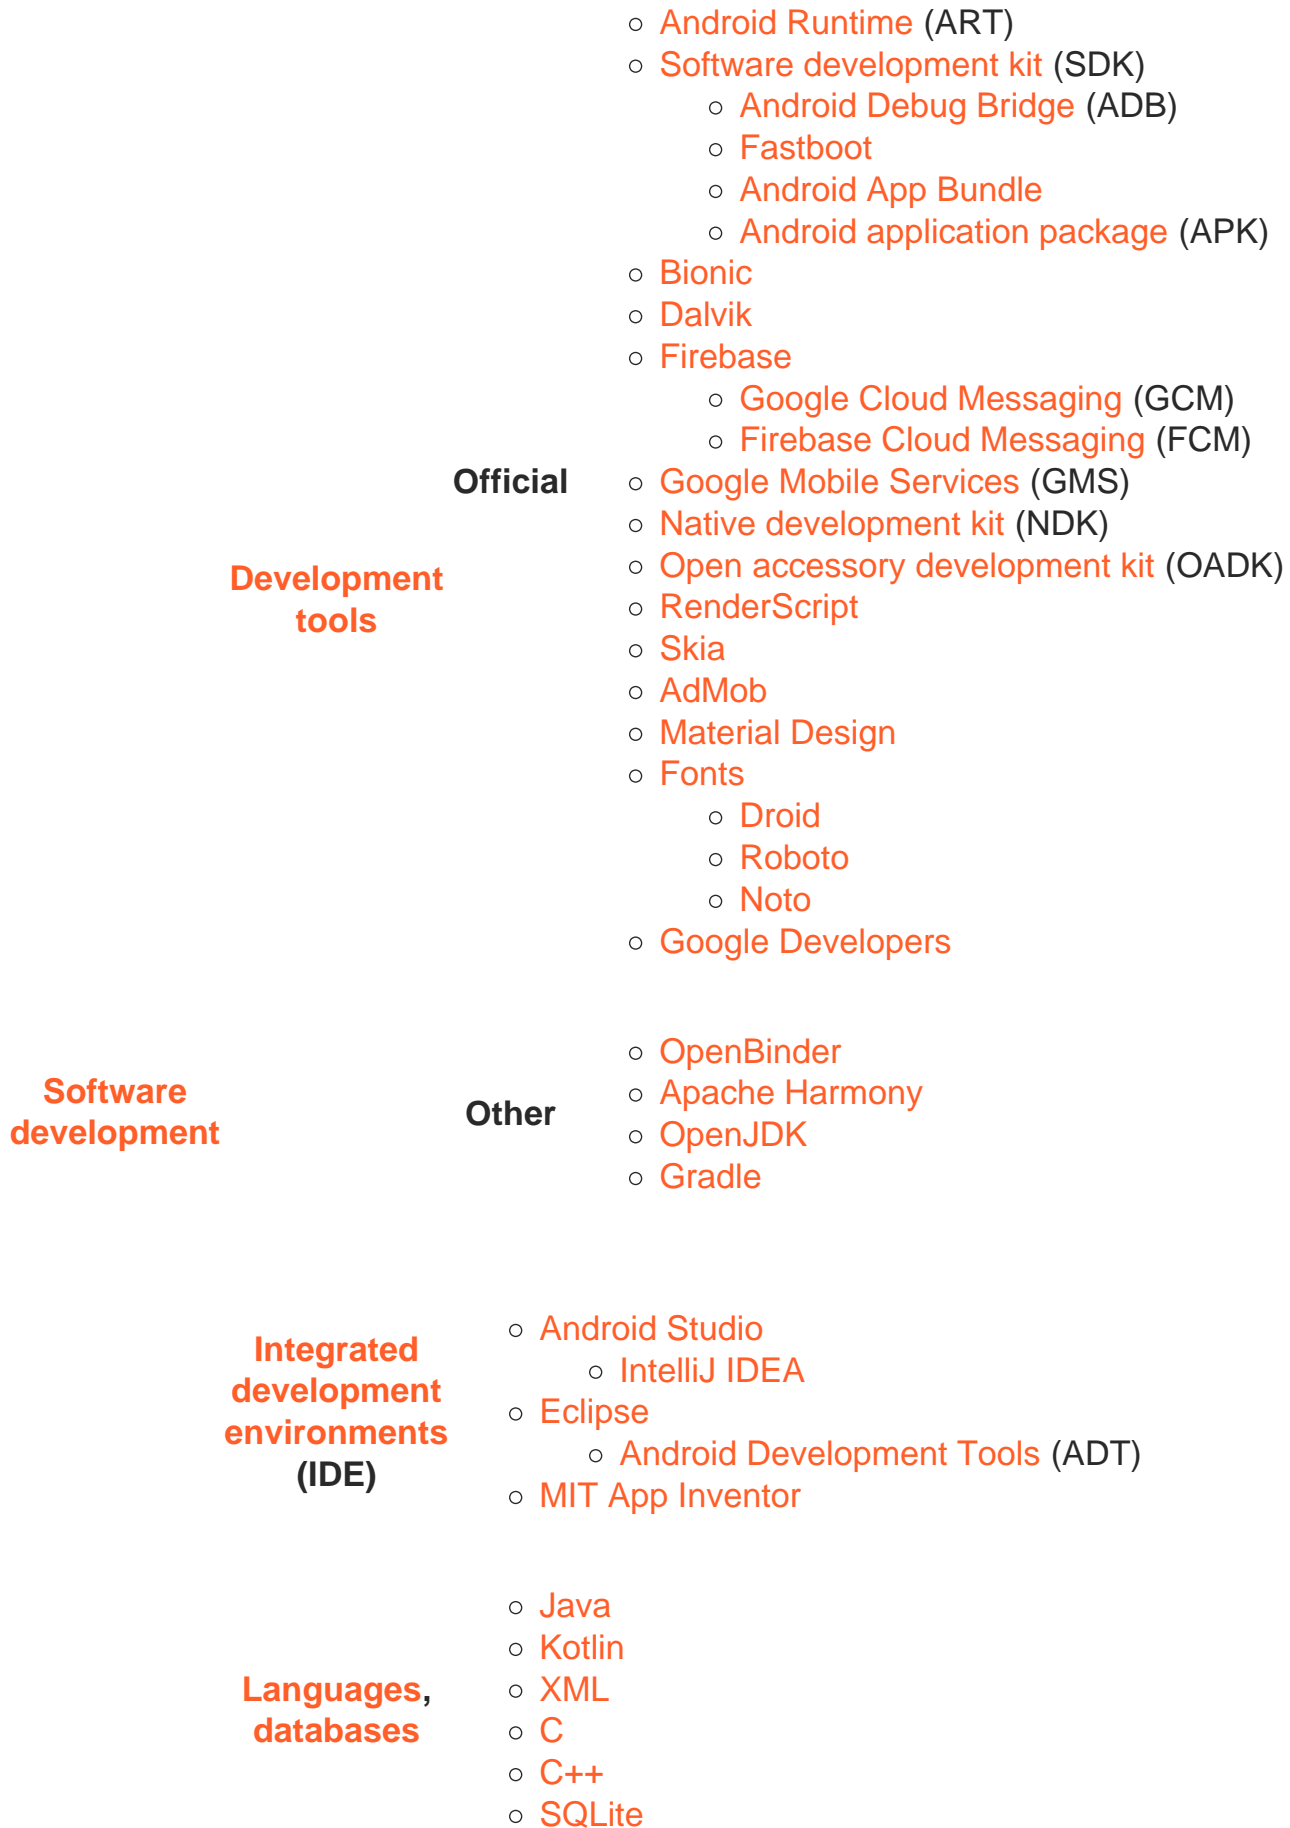 Software
development
Development
tools
Official
Android Runtime (ART)
Software development kit (SDK)
Android Debug Bridge (ADB)
Fastboot
Android App Bundle
Android application package (APK)
Bionic
Dalvik
Firebase
Google Cloud Messaging (GCM)
Firebase Cloud Messaging (FCM)
Google Mobile Services (GMS)
Native development kit (NDK)
Open accessory development kit (OADK)
RenderScript
Skia
AdMob
Material Design
Fonts
Droid
Roboto
Noto
Google Developers
Other
OpenBinder
Apache Harmony
OpenJDK
Gradle
Integrated
development
environments
(IDE)
Android Studio
IntelliJ IDEA
Eclipse
Android Development Tools (ADT)
MIT App Inventor
Languages,
databases
Java
Kotlin
XML
C
C++
SQLite